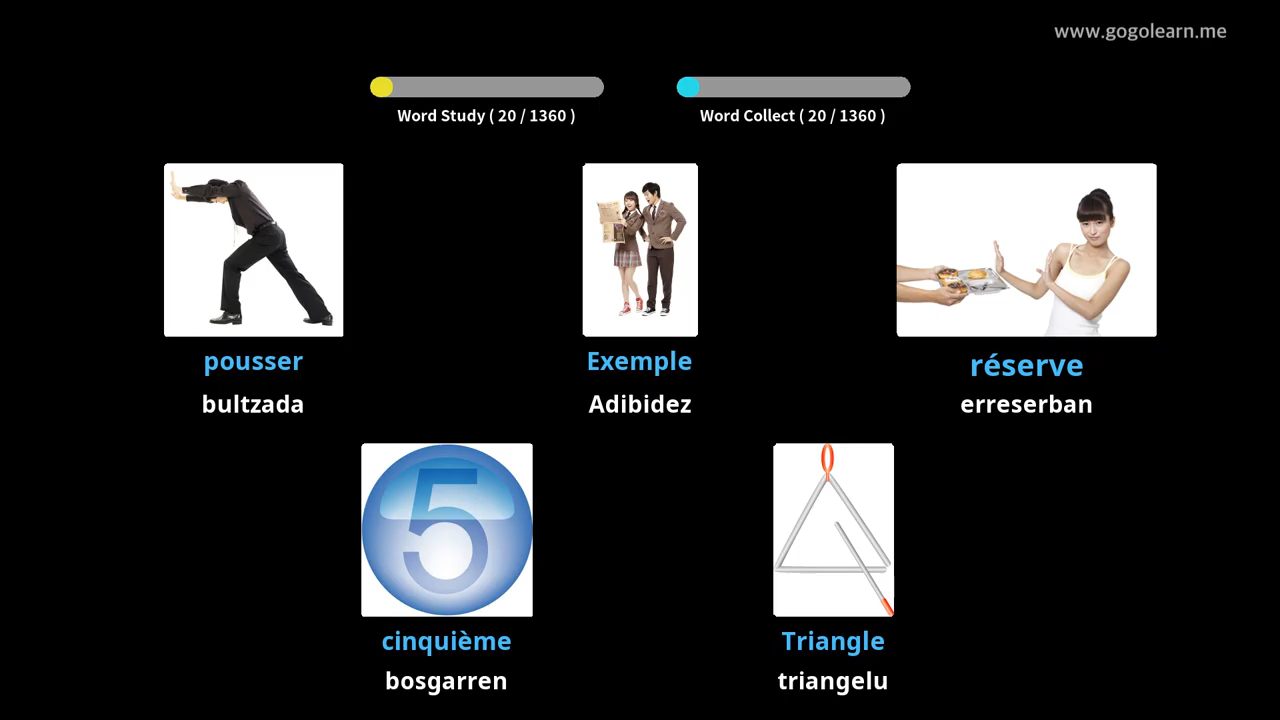 www.gogolearn.me
Word Study ( 20 / 1360 )
Word Collect ( 20 / 1360 )
pousser
bultzada
Exemple
Adibidez
réserve
erreserban
5
cinquième
bosgarren
Triangle
triangelu